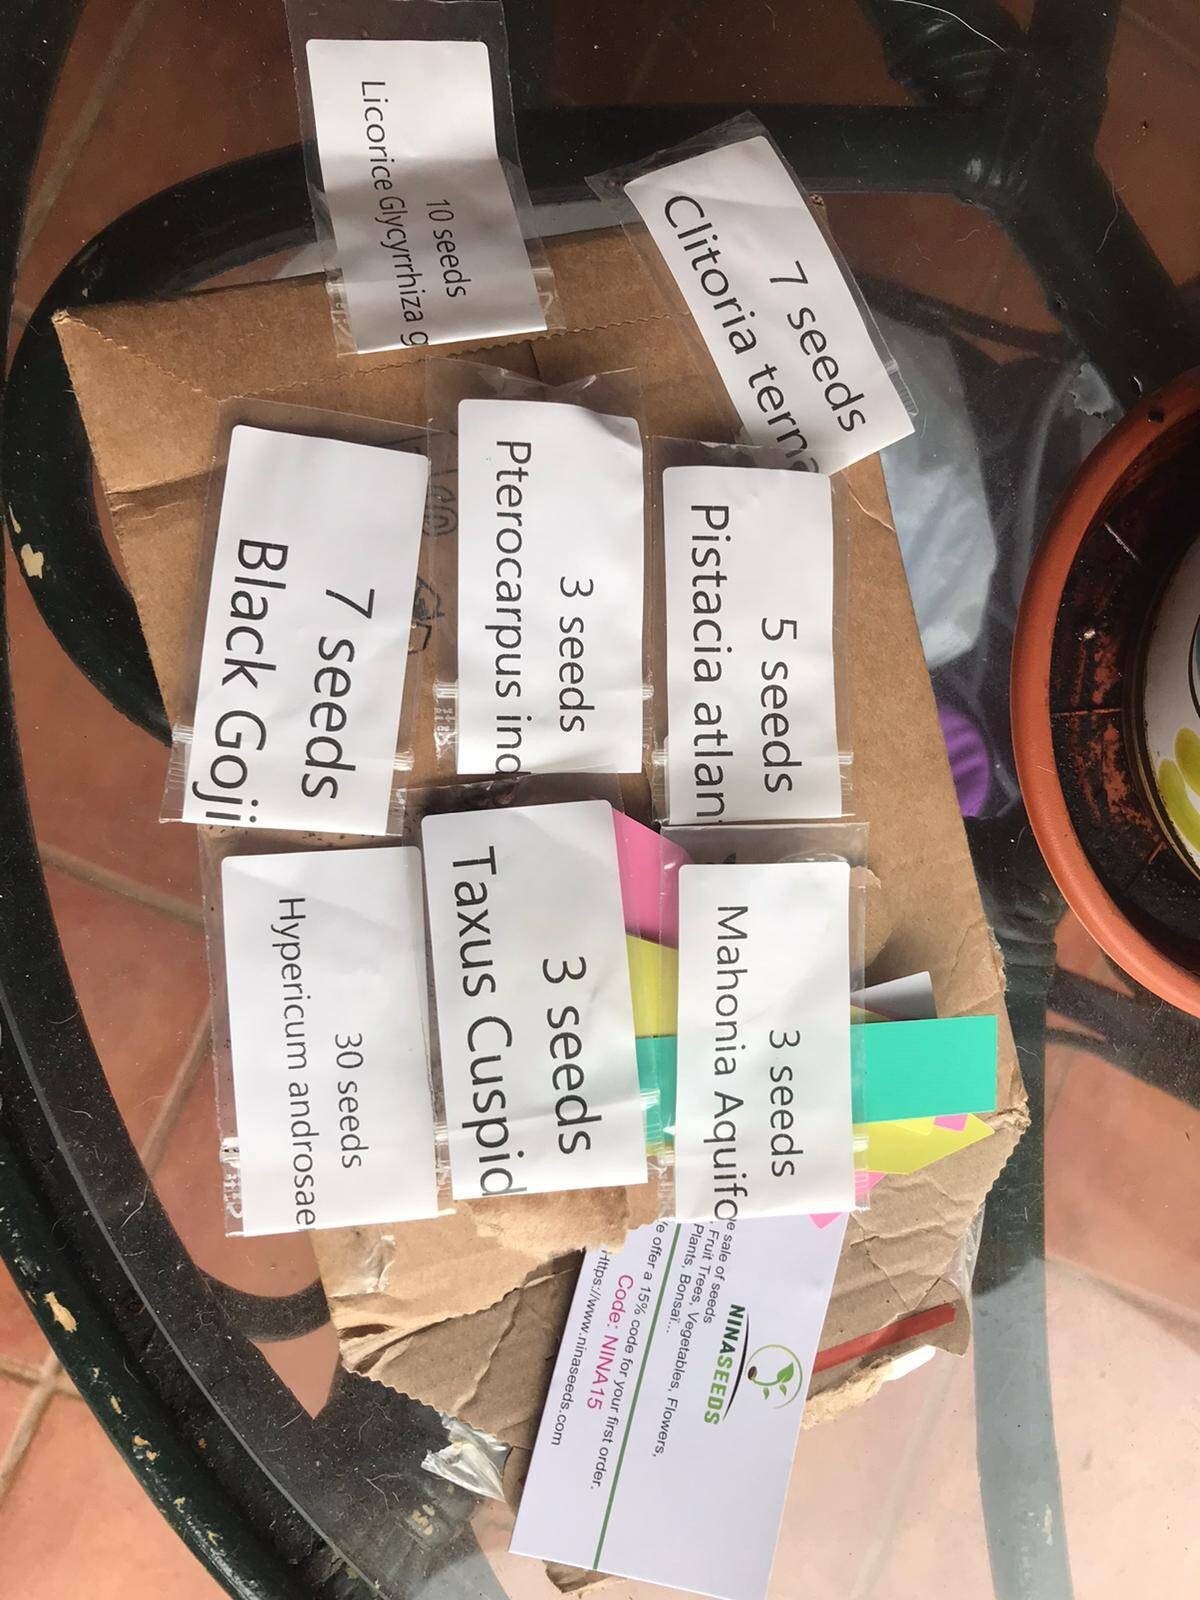 10 seeds
Licorice Glycyrrhiza g
7 seeds
Clitoria terna
7 seeds
Black Goji
3 seeds
Pterocarpus ind
5 seeds
Pistacia atlan
30 seeds
Hypericum androsae
3 seeds
Taxus Cuspid
3 seeds
Mahonia Aquifo
NINASEEDS
e sale of seeds
Fruit Trees, Vegetables, Flowers,
Plants, Bonsaï...
e offer a 15% code for your first order.
Code: NINA15
Https://www.ninaseeds.com